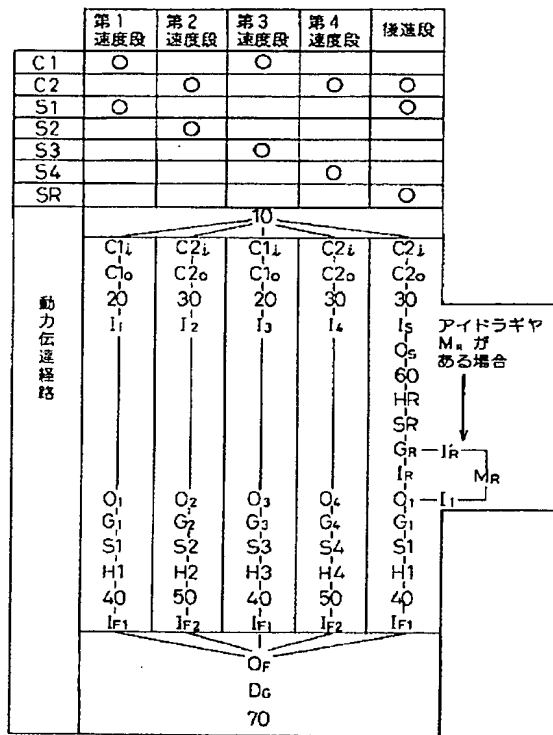 第1速度段 第2速度段 第3速度段 第4速度段 後進段
C1 ○ ○
C2 ○ ○ ○
S1 ○ ○
S2 ○
S3 ○
S4 ○
SR ○
動力伝達経路
10
C1i C2i C1i C2i C2i
C1o C2o C1o C2o C2o
20 30 20 30 30
I1 I2 I3 I4 IS
アイドラギヤ
MR が
ある場合
OS
60
HR
SR
GR I'R
IR MR
O1 O2 O3 O4 O1 I1
G1 G2 G3 G4 G1
S1 S2 S3 S4 S1
H1 H2 H3 H4 H1
40 50 40 50 40
IF1 IF2 IF1 IF2 IF1
OF
DG
70